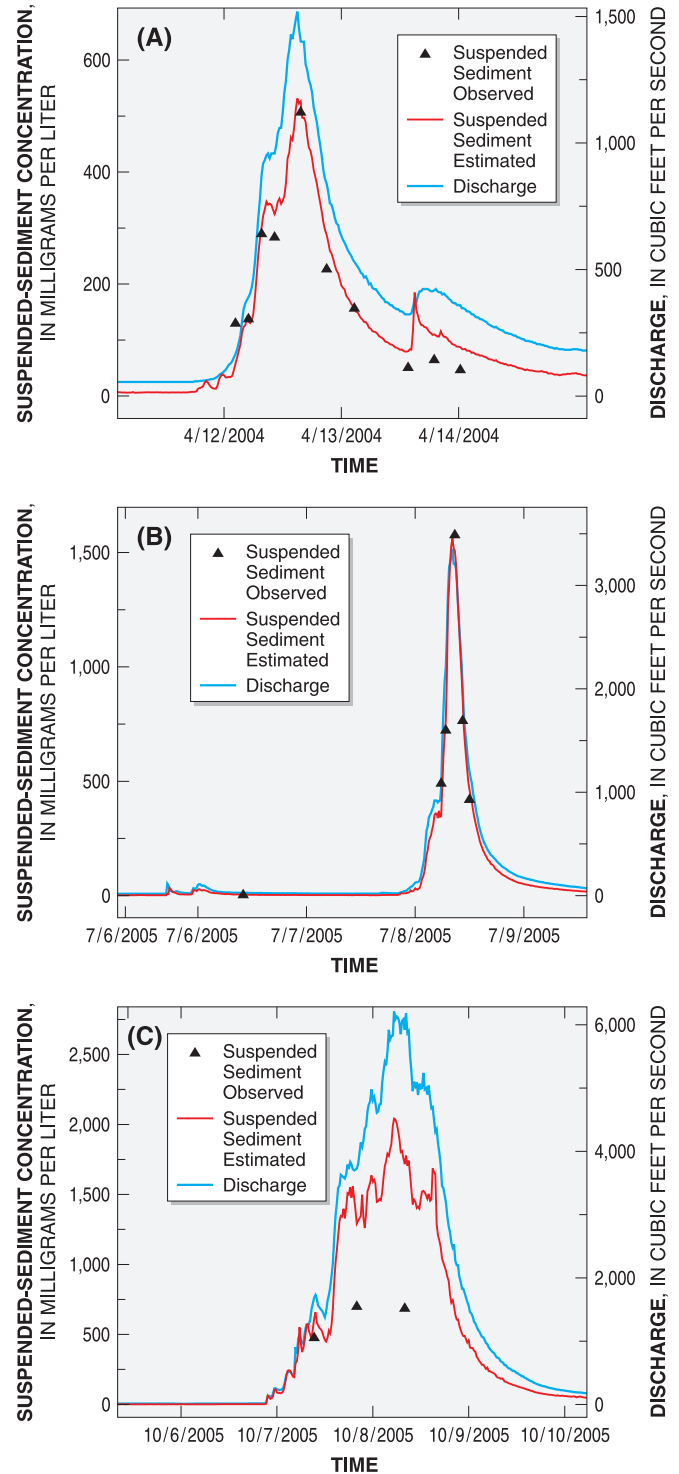 (A)
SUSPENDED-SEDIMENT CONCENTRATION,
IN MILLIGRAMS PER LITER
600
400
200
0
Suspended
Sediment
Observed
Suspended
Sediment
Estimated
Discharge
1,500
1,000
500
0
DISCHARGE, IN CUBIC FEET PER SECOND
4/12/2004 4/13/2004 4/14/2004
TIME
(B)
SUSPENDED-SEDIMENT CONCENTRATION,
IN MILLIGRAMS PER LITER
1,500
1,000
500
0
Suspended
Sediment
Observed
Suspended
Sediment
Estimated
Discharge
3,000
2,000
1,000
0
DISCHARGE, IN CUBIC FEET PER SECOND
7/6/2005 7/6/2005 7/7/2005 7/8/2005 7/9/2005
TIME
(C)
SUSPENDED-SEDIMENT CONCENTRATION,
IN MILLIGRAMS PER LITER
2,500
2,000
1,500
1,000
500
0
Suspended
Sediment
Observed
Suspended
Sediment
Estimated
Discharge
6,000
4,000
2,000
0
DISCHARGE, IN CUBIC FEET PER SECOND
10/6/2005 10/7/2005 10/8/2005 10/9/2005 10/10/2005
TIME